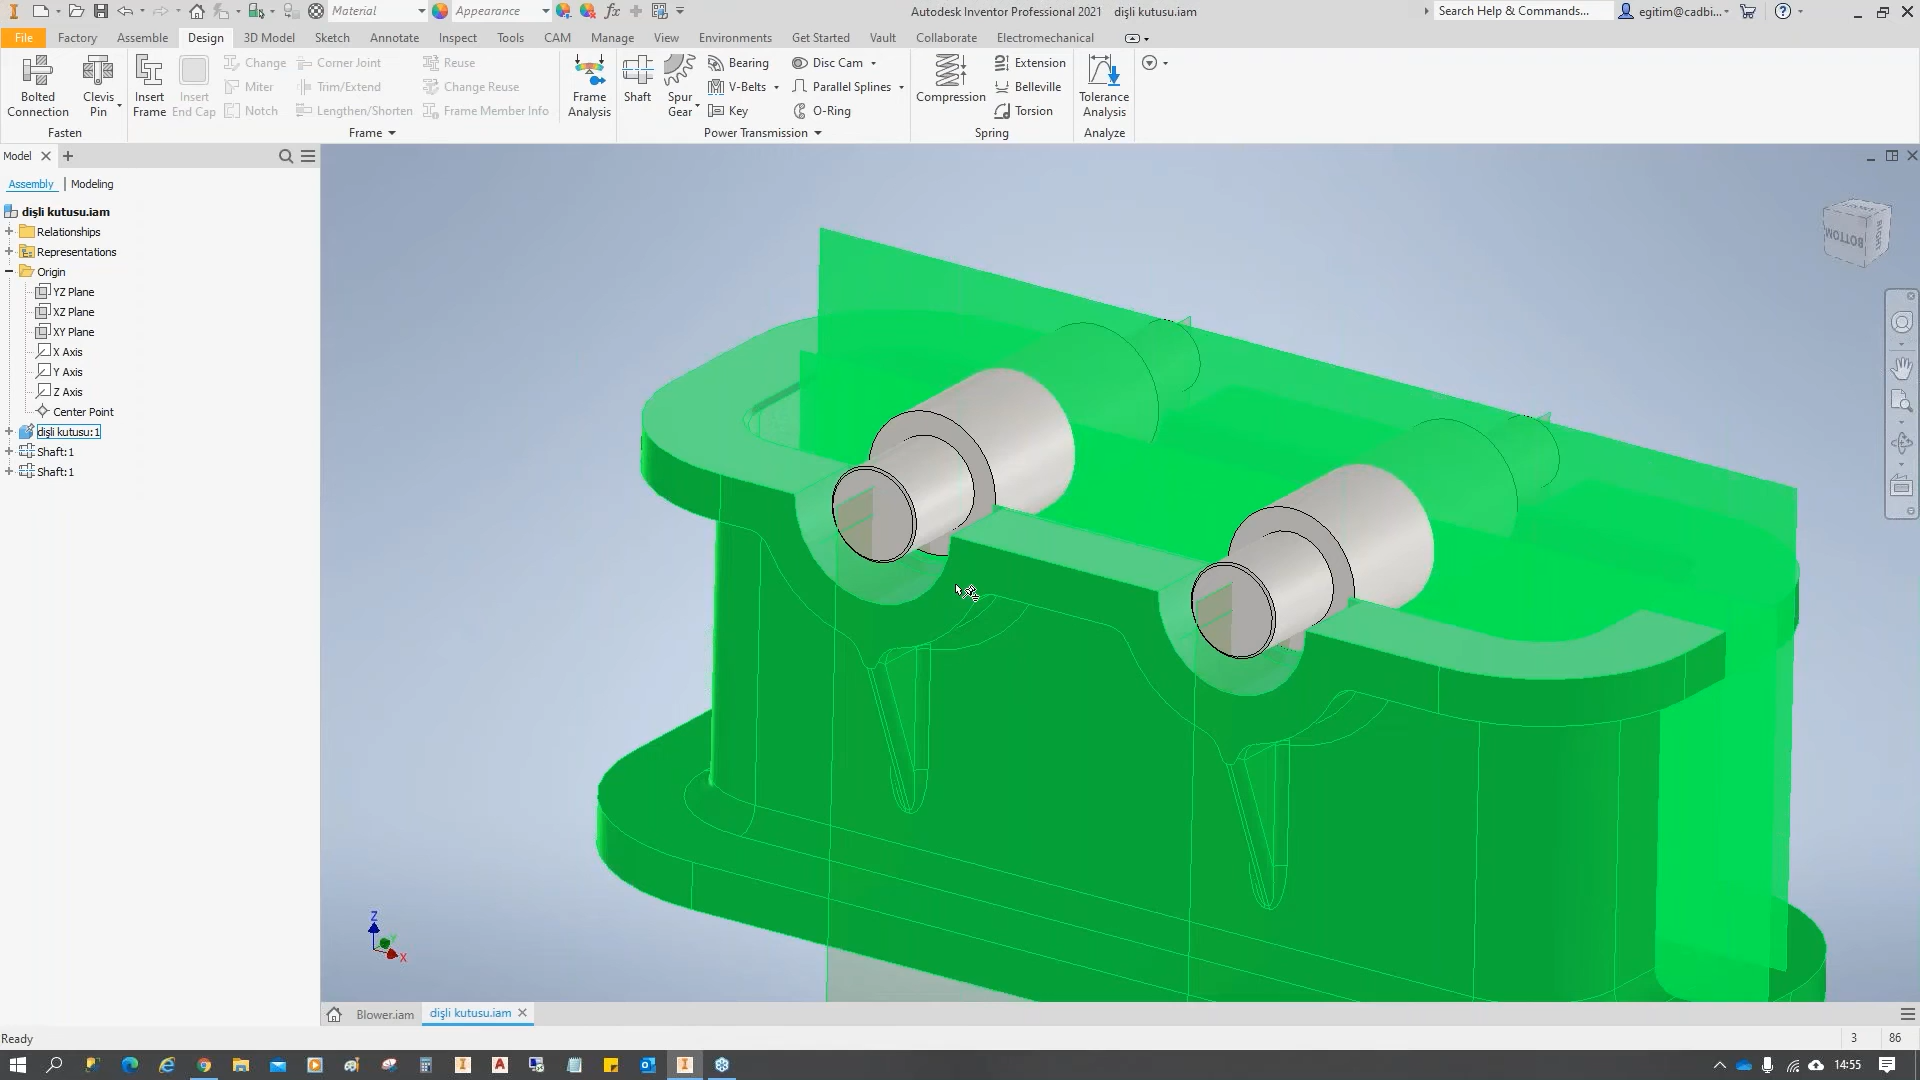 Material
Appearance
fx
Autodesk Inventor Professional 2021 dişli kutusu.iam
Search Help & Commands...
egitim@cadbi...
File
Factory
Assemble
Design
3D Model
Sketch
Annotate
Inspect
Tools
CAM
Manage
View
Environments
Get Started
Vault
Collaborate
Electromechanical
Bolted Connection
Clevis Pin
Insert Frame
Insert End Cap
Change
Miter
Notch
Corner Joint
Trim/Extend
Lengthen/Shorten
Reuse
Change Reuse
Frame Member Info
Frame Analysis
Shaft
Spur Gear
Bearing
V-Belts
Key
Disc Cam
Parallel Splines
O-Ring
Compression
Extension
Belleville
Torsion
Tolerance Analysis
Fasten
Frame
Power Transmission
Spring
Analyze
Model
Assembly
Modeling
dişli kutusu.iam
Relationships
Representations
Origin
YZ Plane
XZ Plane
XY Plane
X Axis
Y Axis
Z Axis
Center Point
dişli kutusu:1
Shaft:1
Shaft:1
BOTTOM
RIGHT
Z
Y
X
Blower.iam
dişli kutusu.iam
Ready
3
86
14:55